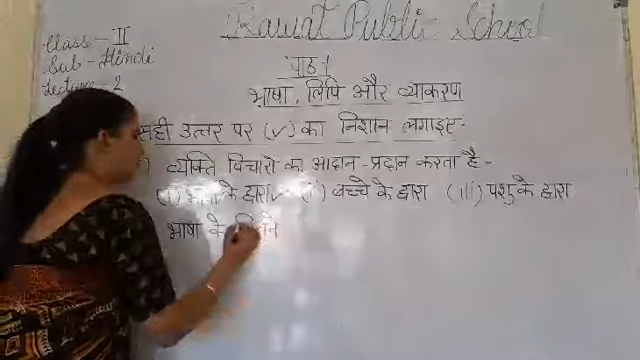 Rawat Public School
Class - II
Sub - Hindi
Lecture - 2
पाठ 1
भाषा, लिपि और व्याकरण
सही उत्तर पर (✓) का निशान लगाइए-
व्यक्ति विचारो का आदान - प्रदान करता है -
(i) के द्वारा ✓ (ii) बच्चे के द्वारा (iii) पशु के द्वारा
भाषा के